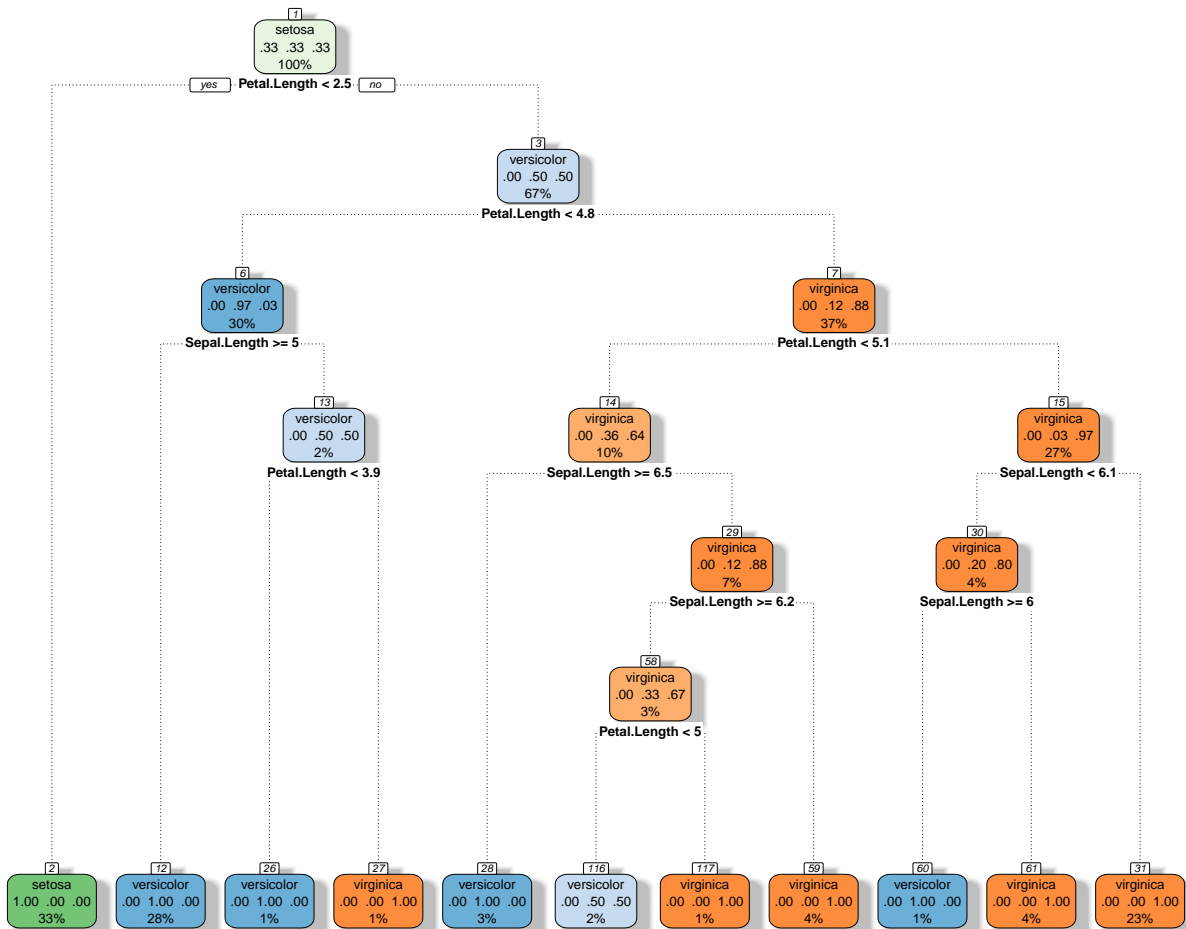 1
setosa
.33 .33 .33
100%
yes Petal.Length < 2.5 no
3
versicolor
.00 .50 .50
67%
Petal.Length < 4.8
6
versicolor
.00 .97 .03
30%
Sepal.Length >= 5
7
virginica
.00 .12 .88
37%
Petal.Length < 5.1
13
versicolor
.00 .50 .50
2%
Petal.Length < 3.9
14
virginica
.00 .36 .64
10%
Sepal.Length >= 6.5
15
virginica
.00 .03 .97
27%
Sepal.Length < 6.1
29
virginica
.00 .12 .88
7%
Sepal.Length >= 6.2
30
virginica
.00 .20 .80
4%
Sepal.Length >= 6
58
virginica
.00 .33 .67
3%
Petal.Length < 5
2
setosa
1.00 .00 .00
33%
12
versicolor
.00 1.00 .00
28%
26
versicolor
.00 1.00 .00
1%
27
virginica
.00 .00 1.00
1%
28
versicolor
.00 1.00 .00
3%
116
versicolor
.00 .50 .50
2%
117
virginica
.00 .00 1.00
1%
59
virginica
.00 .00 1.00
4%
60
versicolor
.00 1.00 .00
1%
61
virginica
.00 .00 1.00
4%
31
virginica
.00 .00 1.00
23%